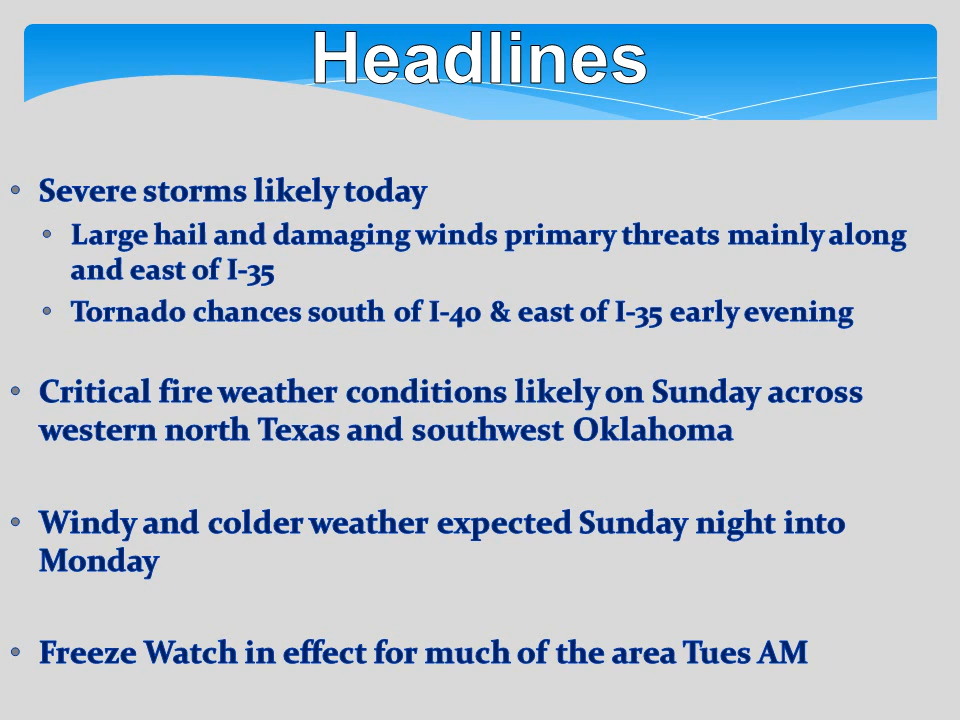 Headlines
Severe storms likely today
Large hail and damaging winds primary threats mainly along
and east of I-35
Tornado chances south of I-40 & east of I-35 early evening
Critical fire weather conditions likely on Sunday across
western north Texas and southwest Oklahoma
Windy and colder weather expected Sunday night into
Monday
Freeze Watch in effect for much of the area Tues AM